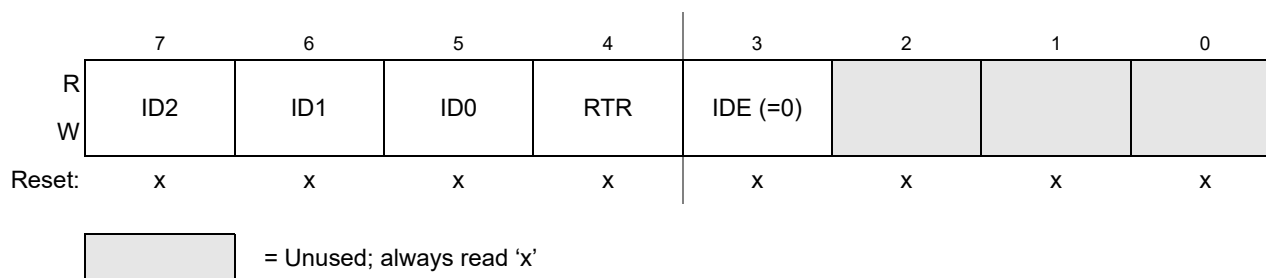 7 6 5 4 3 2 1 0
R
ID2 ID1 ID0 RTR IDE (=0)
W
Reset: x x x x x x x x
= Unused; always read ‘x’